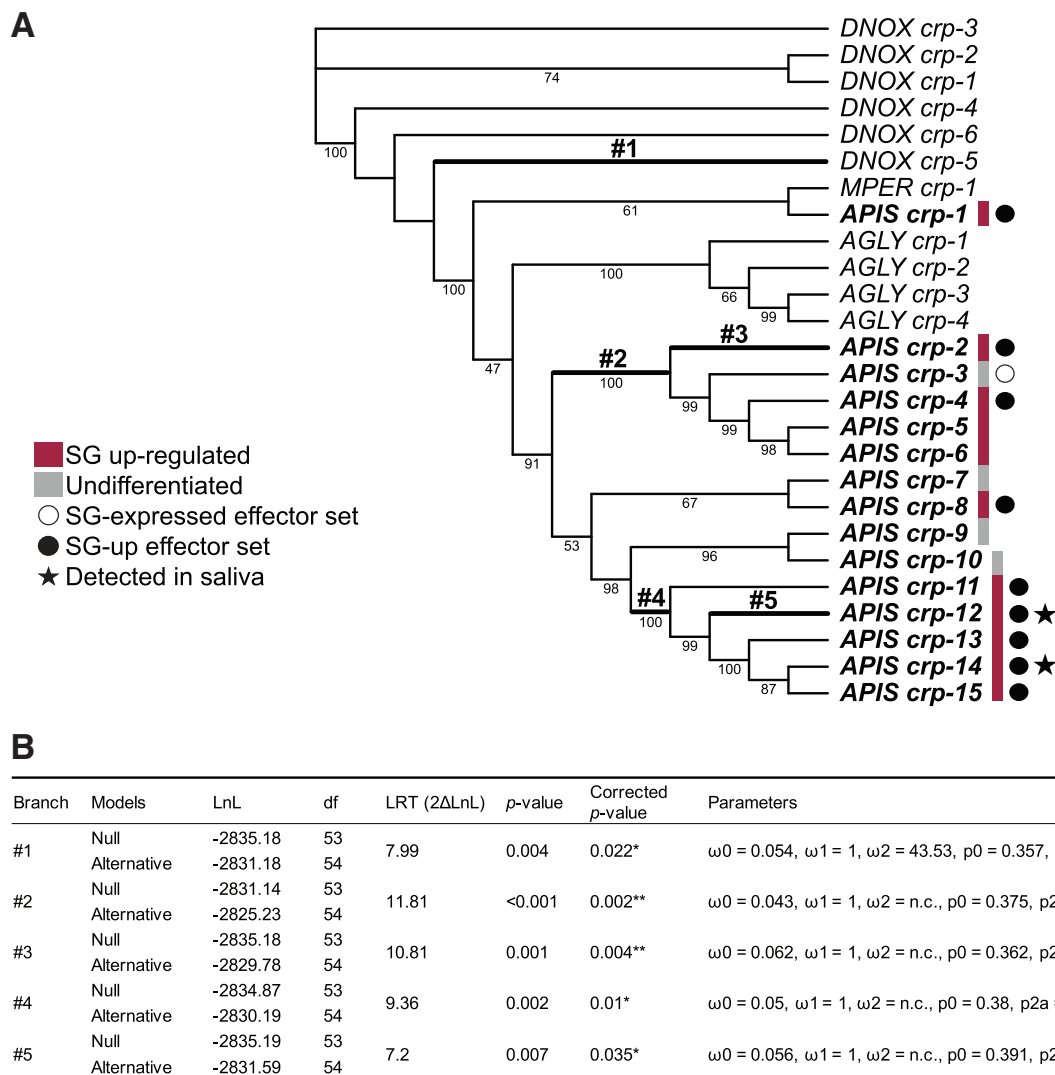 A
DNOX crp-3
DNOX crp-2
74
DNOX crp-1
DNOX crp-4
DNOX crp-6
100
#1
DNOX crp-5
MPER crp-1
61
APIS crp-1
AGLY crp-1
100
AGLY crp-2
100
66
AGLY crp-3
99
AGLY crp-4
#3
APIS crp-2
47
#2
100
APIS crp-3
99
APIS crp-4
99
APIS crp-5
98
APIS crp-6
91
APIS crp-7
67
APIS crp-8
53
APIS crp-9
96
APIS crp-10
98
#4
APIS crp-11
100
#5
APIS crp-12
99
APIS crp-13
100
APIS crp-14
87
APIS crp-15
SG up-regulated
Undifferentiated
SG-expressed effector set
SG-up effector set
Detected in saliva
B
Branch Models LnL df LRT (2ΔLnL) p-value Corrected p-value Parameters
#1 Null -2835.18 53 7.99 0.004 0.022* ω0 = 0.054, ω1 = 1, ω2 = 43.53, p0 = 0.357,
Alternative -2831.18 54
#2 Null -2831.14 53 11.81 <0.001 0.002** ω0 = 0.043, ω1 = 1, ω2 = n.c., p0 = 0.375, p2
Alternative -2825.23 54
#3 Null -2835.18 53 10.81 0.001 0.004** ω0 = 0.062, ω1 = 1, ω2 = n.c., p0 = 0.362, p2
Alternative -2829.78 54
#4 Null -2834.87 53 9.36 0.002 0.01* ω0 = 0.05, ω1 = 1, ω2 = n.c., p0 = 0.38, p2a =
Alternative -2830.19 54
#5 Null -2835.19 53 7.2 0.007 0.035* ω0 = 0.056, ω1 = 1, ω2 = n.c., p0 = 0.391, p2
Alternative -2831.59 54